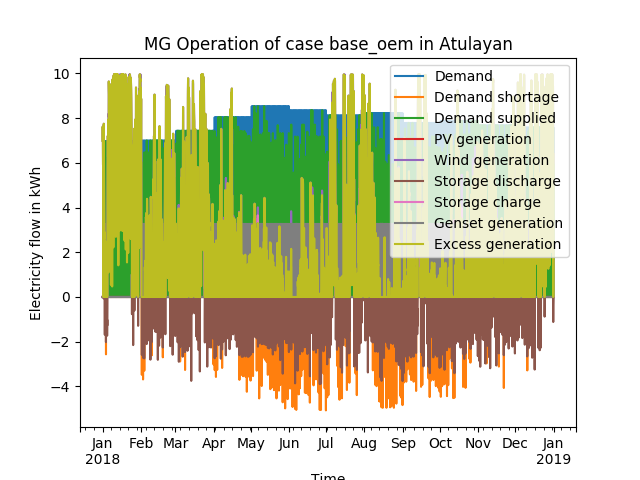 MG Operation of case base_oem in Atulayan
Electricity flow in kWh
10
8
6
4
2
0
−2
−4
Demand
Demand shortage
Demand supplied
PV generation
Wind generation
Storage discharge
Storage charge
Genset generation
Excess generation
Jan Feb Mar Apr May Jun Jul Aug Sep Oct Nov Dec Jan
2018 2019
Time